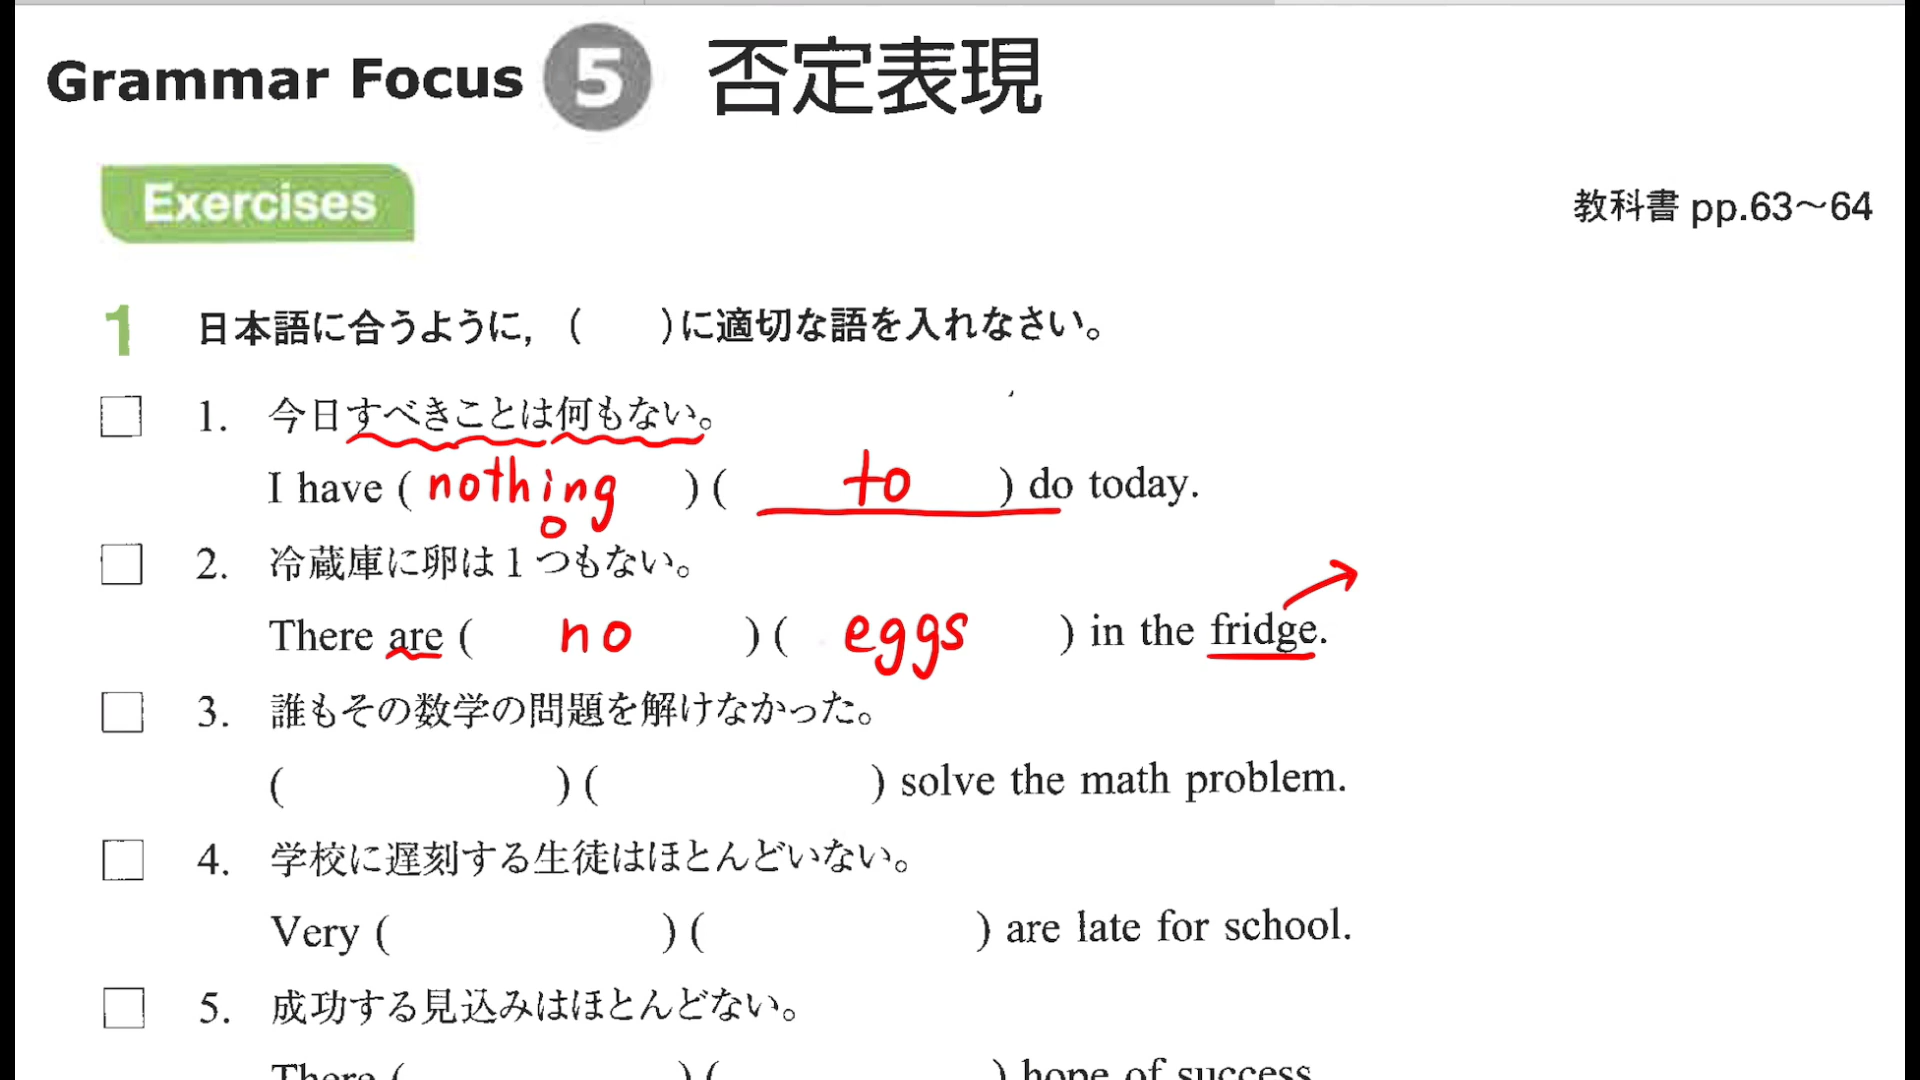 Grammar Focus 5 否定表現
Exercises
教科書 pp.63～64
1 日本語に合うように,( )に適切な語を入れなさい。
1. 今日すべきことは何もない。
I have ( nothing )( to ) do today.
2. 冷蔵庫に卵は1つもない。
There are ( no )( eggs ) in the fridge.
3. 誰もその数学の問題を解けなかった。
( )( ) solve the math problem.
4. 学校に遅刻する生徒はほとんどいない。
Very ( )( ) are late for school.
5. 成功する見込みはほとんどない。
There ( )( ) hope of success.